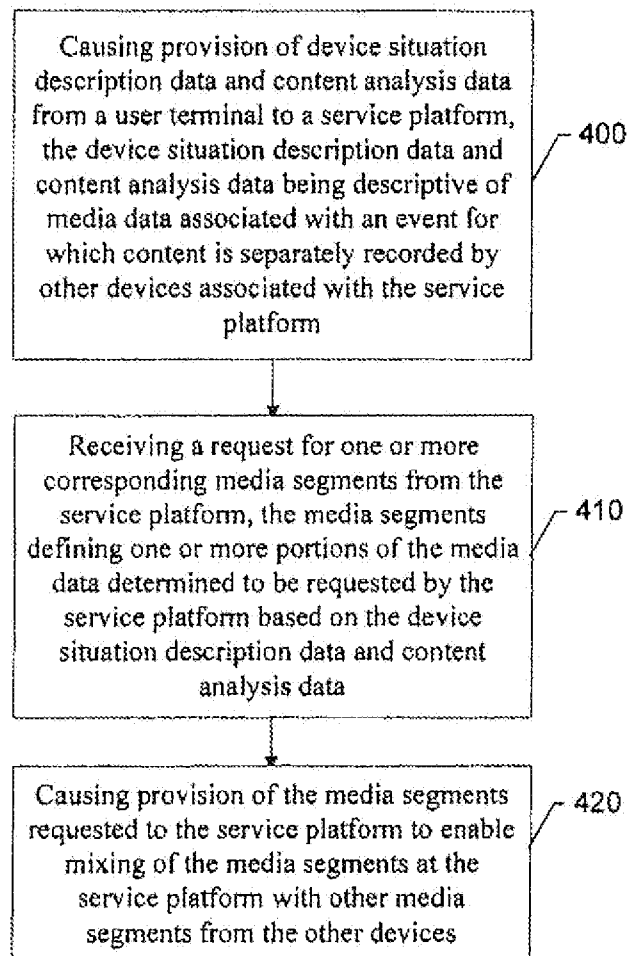 Causing provision of device situation
description data and content analysis data
from a user terminal to a service platform,
the device situation description data and
content analysis data being descriptive of
media data associated with an event for
which content is separately recorded by
other devices associated with the service
platform
400
Receiving a request for one or more
corresponding media segments from the
service platform, the media segments
defining one or more portions of the media
data determined to be requested by the
service platform based on the device
situation description data and content
analysis data
410
Causing provision of the media segments
requested to the service platform to enable
mixing of the media segments at the
service platform with other media
segments from the other devices
420